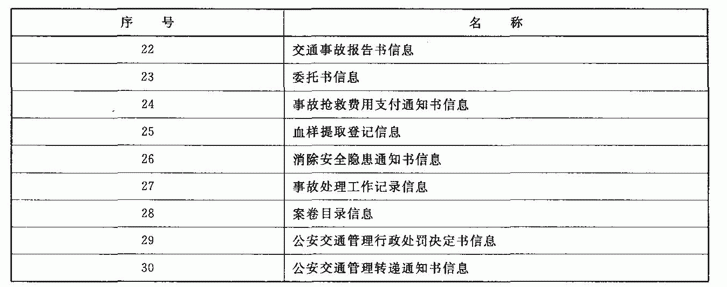 序 号 名 称
22 交通事故报告书信息
23 委托书信息
24 事故抢救费用支付通知书信息
25 血样提取登记信息
26 消除安全隐患通知书信息
27 事故处理工作记录信息
28 案卷目录信息
29 公安交通管理行政处罚决定书信息
30 公安交通管理转递通知书信息